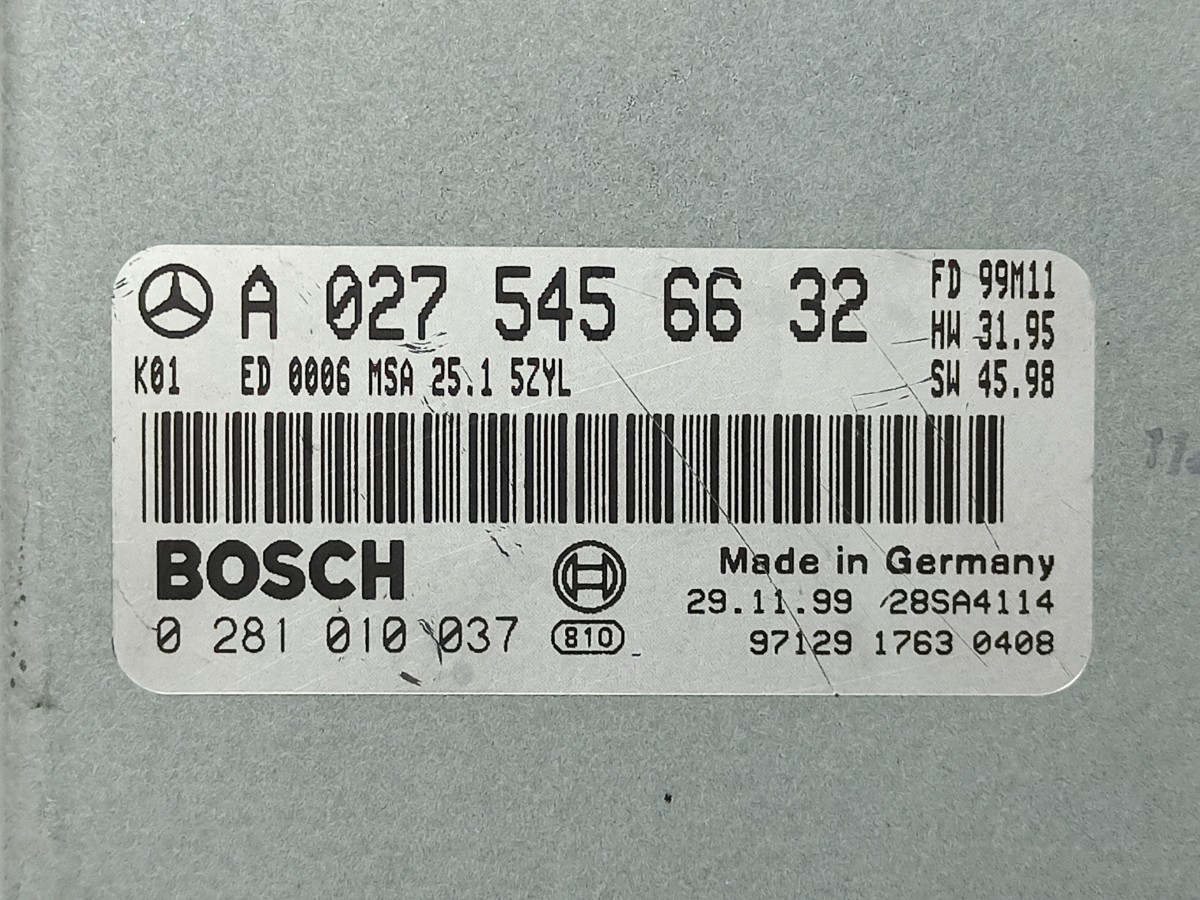 A 027 545 66 32
FD 99M11
HW 31.95
K01 ED 0006 MSA 25.1 5ZYL
SW 45.98
BOSCH
Made in Germany
29.11.99 28SA4114
0 281 010 037
810
97129 1763 0408